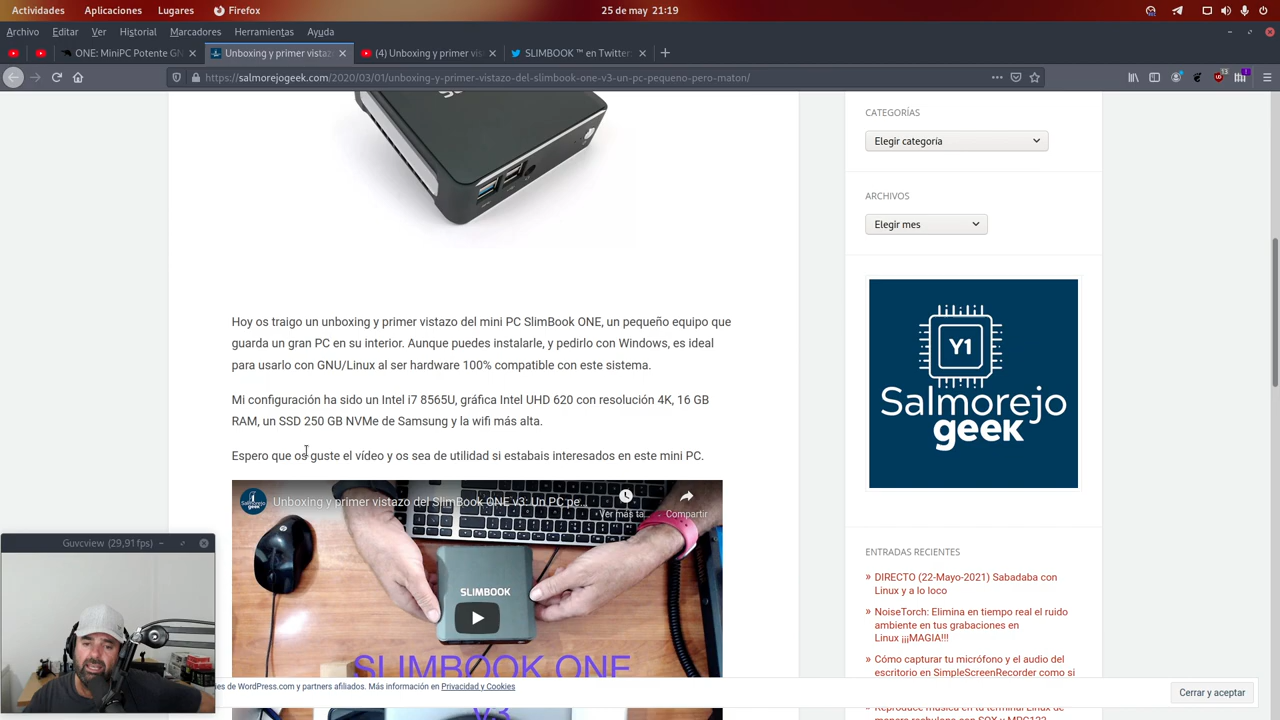 Actividades Aplicaciones Lugares Firefox 25 de may 21:19
Archivo Editar Ver Historial Marcadores Herramientas Ayuda
ONE: MiniPC Potente GN Unboxing y primer vistaz (4) Unboxing y primer vis SLIMBOOK ™ en Twitter:
https://salmorejogeek.com/2020/03/01/unboxing-y-primer-vistazo-del-slimbook-one-v3-un-pc-pequeno-pero-maton/
CATEGORÍAS
Elegir categoría
ARCHIVOS
Elegir mes
Y1
Salmorejo
geek
Hoy os traigo un unboxing y primer vistazo del mini PC SlimBook ONE, un pequeño equipo que
guarda un gran PC en su interior. Aunque puedes instalarle, y pedirlo con Windows, es ideal
para usarlo con GNU/Linux al ser hardware 100% compatible con este sistema.
Mi configuración ha sido un Intel i7 8565U, gráfica Intel UHD 620 con resolución 4K, 16 GB
RAM, un SSD 250 GB NVMe de Samsung y la wifi más alta.
Espero que os guste el vídeo y os sea de utilidad si estabais interesados en este mini PC.
Unboxing y primer vistazo del SlimBook ONE v3: Un PC pe...
Ver más ta...
Compartir
SLIMBOOK
SLIMBOOK ONE
V3
ENTRADAS RECIENTES
» DIRECTO (22-Mayo-2021) Sabadaba con
Linux y a lo loco
» NoiseTorch: Elimina en tiempo real el ruido
ambiente en tus grabaciones en
Linux ¡¡¡MAGIA!!!
» Cómo capturar tu micrófono y el audio del
escritorio en SimpleScreenRecorder como si
Reproduce música en tu terminal Linux de
Guvcview (29,91fps)
ies de WordPress.com y partners afiliados. Más información en Privacidad y Cookies
Cerrar y aceptar